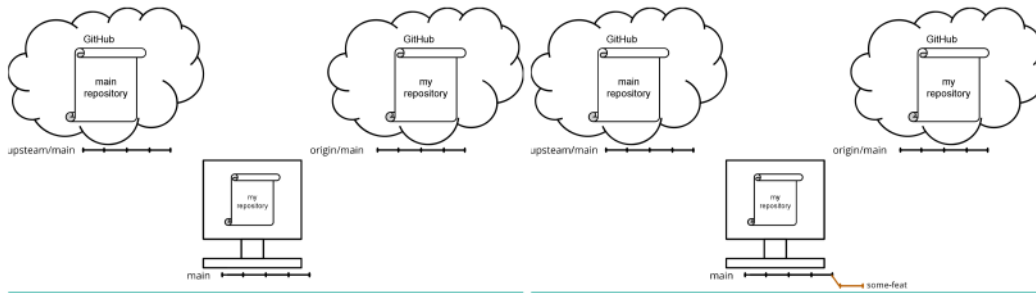 GitHub
main
repository
upsteam/main
GitHub
my
repository
origin/main
my
repository
main
GitHub
main
repository
upsteam/main
GitHub
my
repository
origin/main
my
repository
main
some-feat